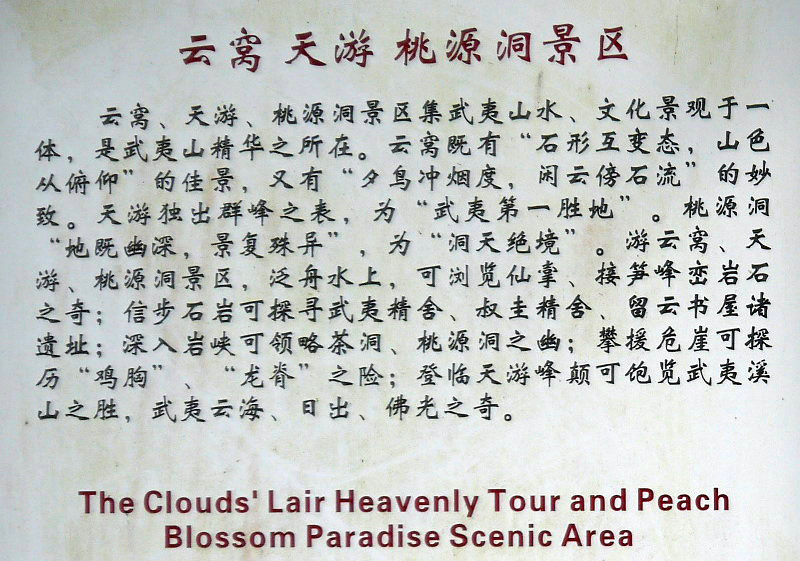 云窝 天游 桃源洞景区
云窝、天游、桃源洞景区集武夷山水、文化景观于一
体，是武夷山精华之所在。云窝既有“石形互变态，山色
从俯仰”的佳景，又有“夕鸟冲烟度，闲云傍石流”的妙
致。天游独出群峰之表，为“武夷第一胜地”。桃源洞
“地既幽深，景复殊异”，为“洞天绝境”。游云窝、天
游、桃源洞景区，泛舟水上，可浏览仙掌、接笋峰峦岩石
之奇；信步石岩可探寻武夷精舍、叔圭精舍、留云书屋诸
遗址；深入岩峡可领略茶洞、桃源洞之幽；攀援危崖可探
历“鸡胸”、“龙脊”之险；登临天游峰颠可饱览武夷溪
山之胜，武夷云海、日出、佛光之奇。
The Clouds' Lair Heavenly Tour and Peach
Blossom Paradise Scenic Area